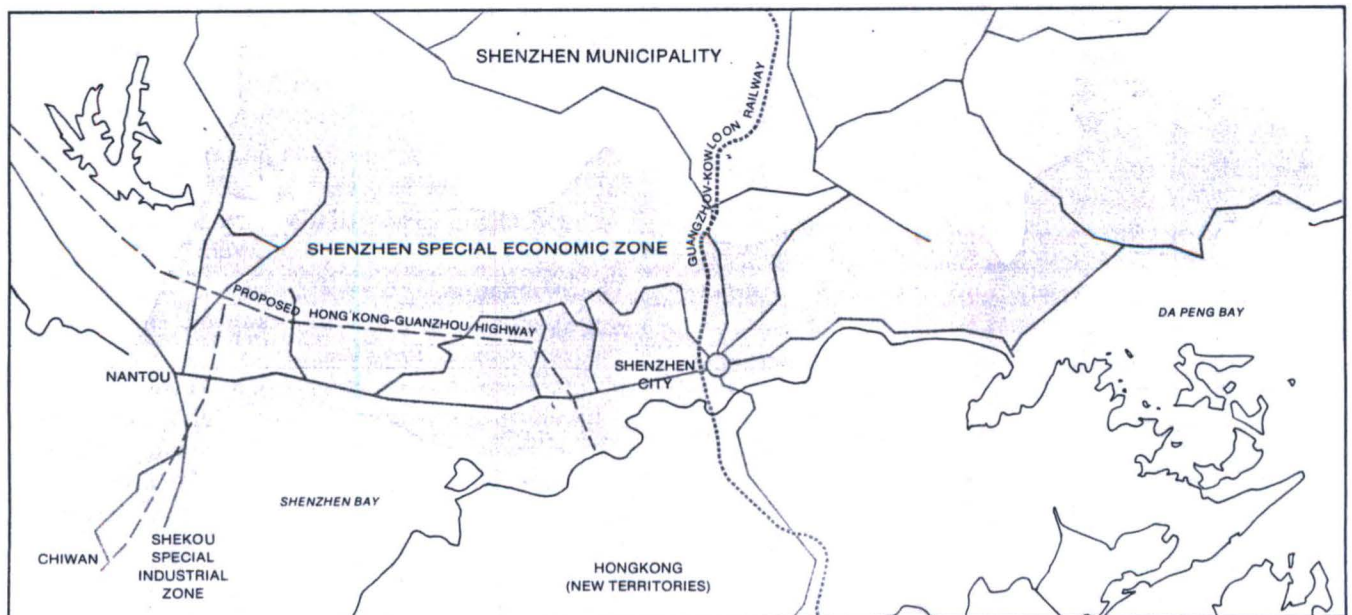 SHENZHEN MUNICIPALITY
GUANGZHOV-KOWLOON RAILWAY
SHENZHEN SPECIAL ECONOMIC ZONE
PROPOSED HONG KONG-GUANZHOU HIGHWAY
DA PENG BAY
NANTOU
SHENZHEN
CITY
SHENZHEN BAY
CHIWAN
SHEKOU
SPECIAL
INDUSTRIAL
ZONE
HONGKONG
(NEW TERRITORIES)